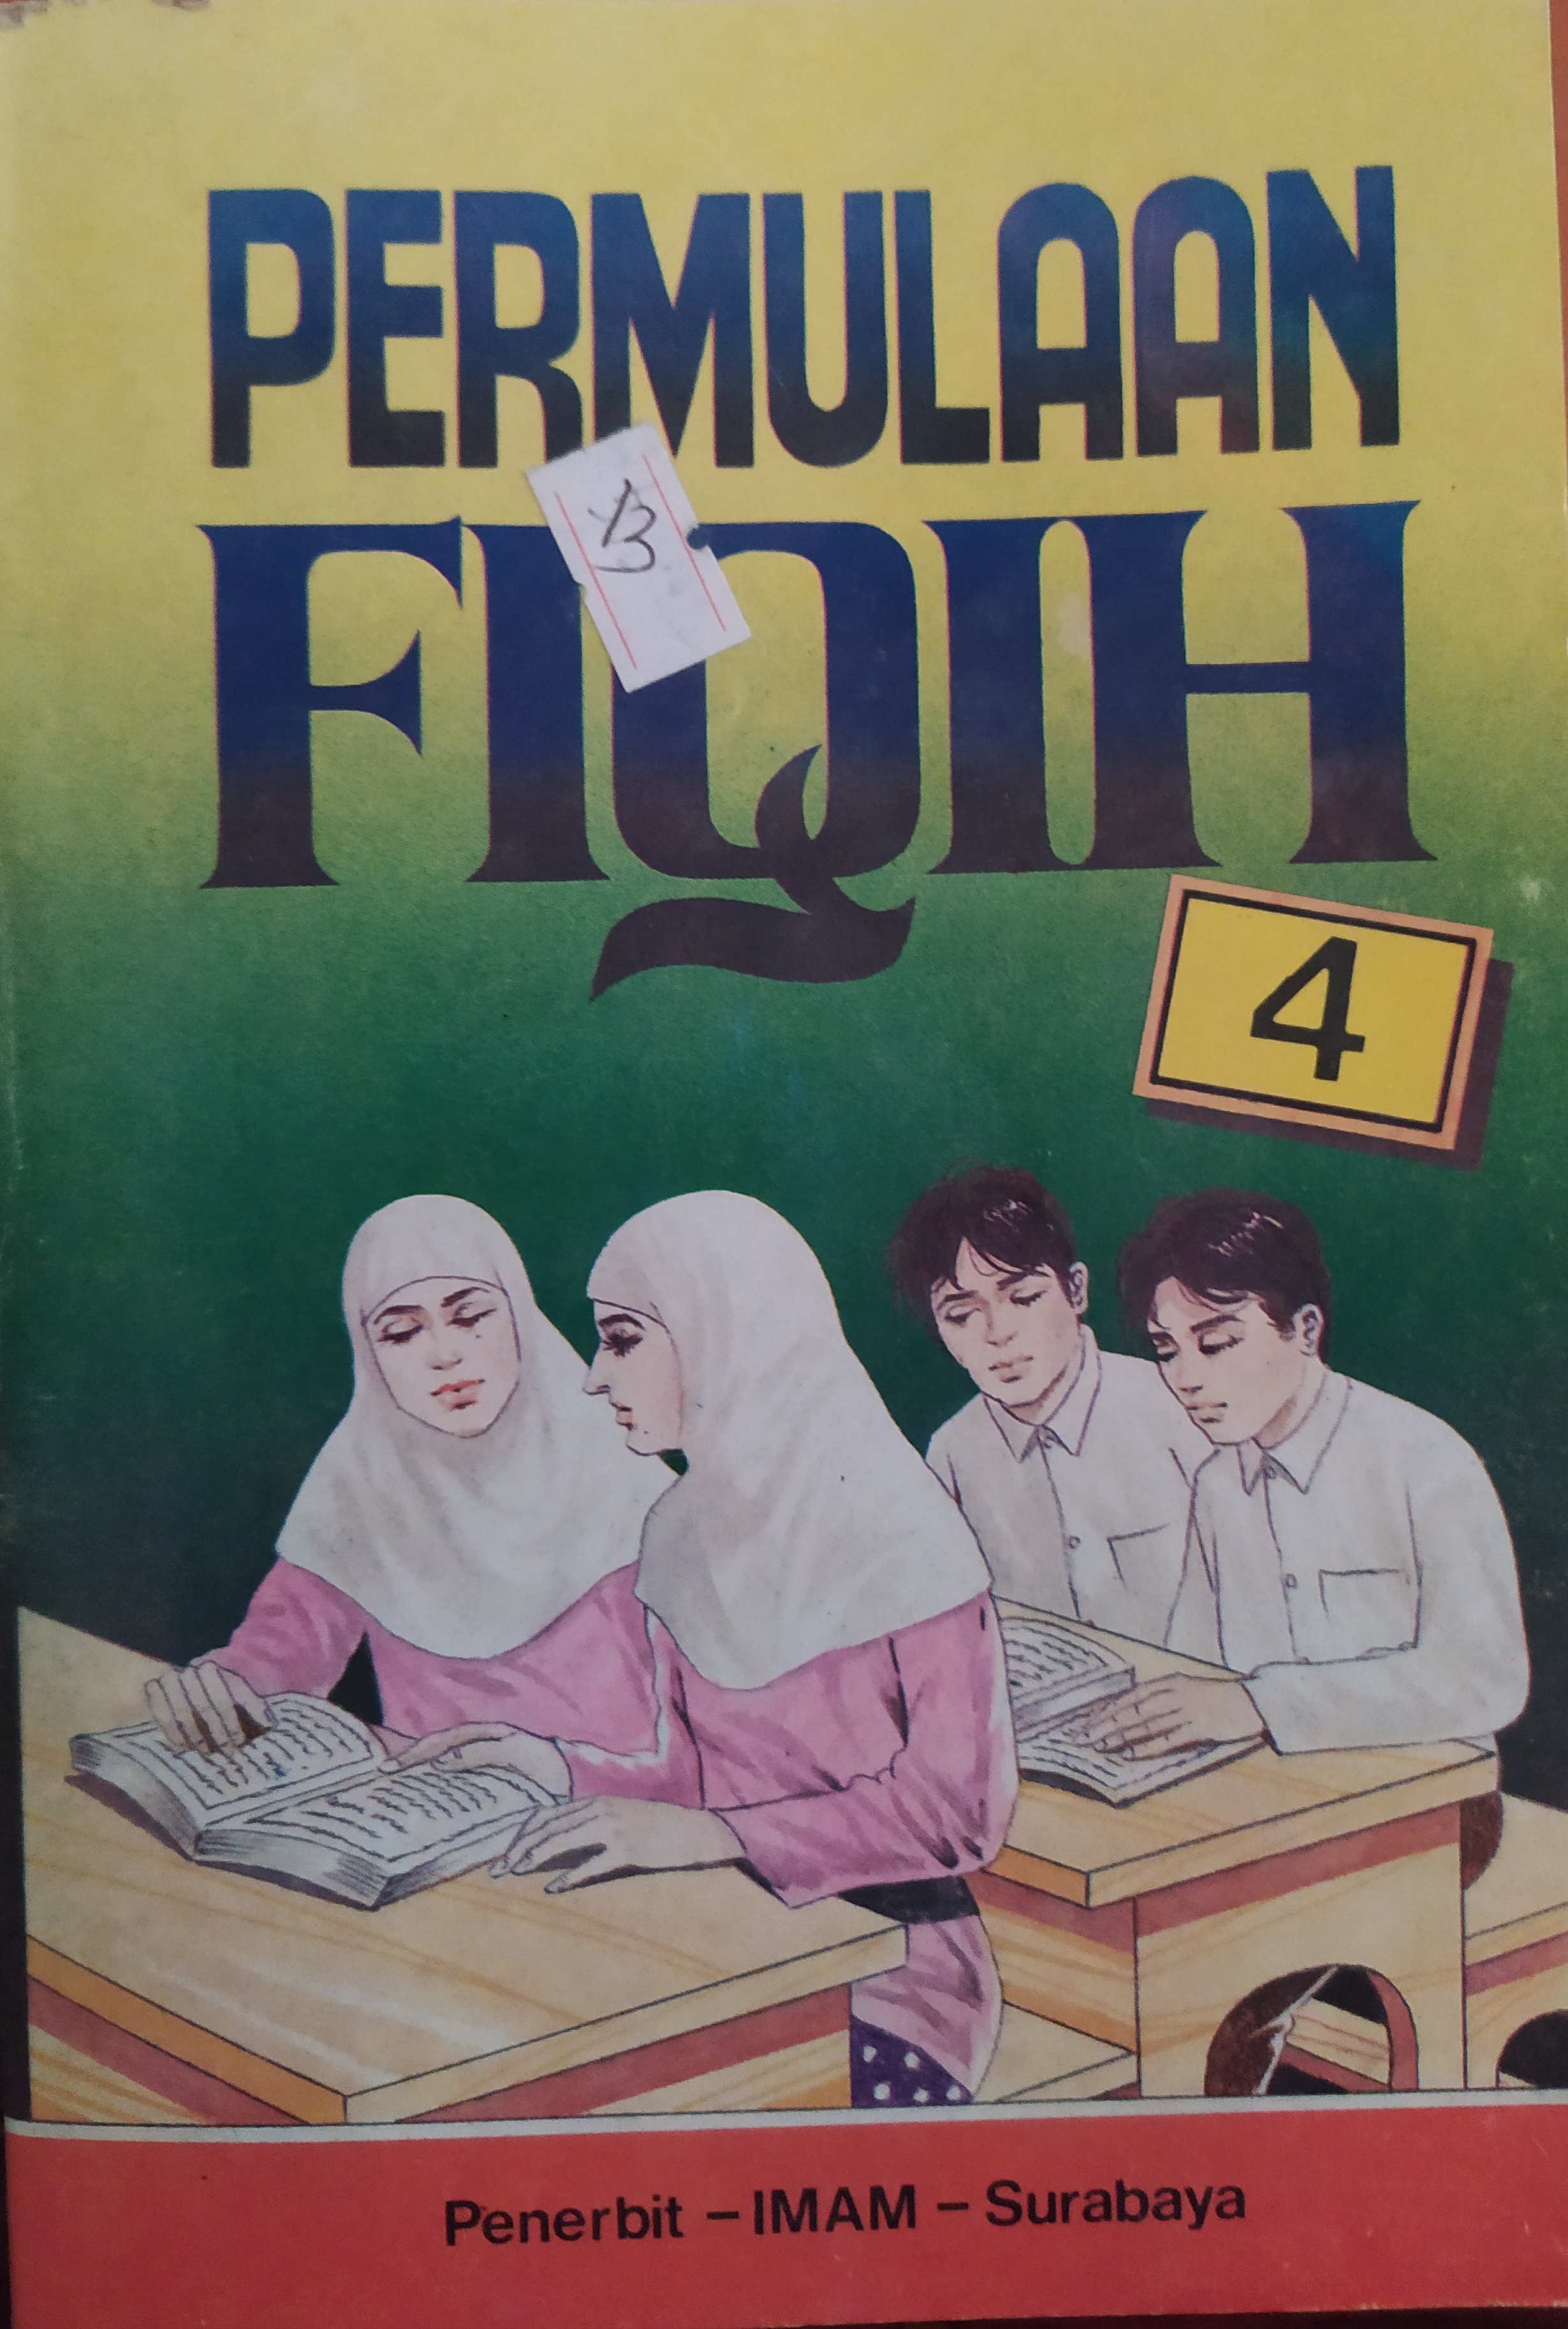 PERMULAAN
FIQIH
4
Penerbit – IMAM – Surabaya